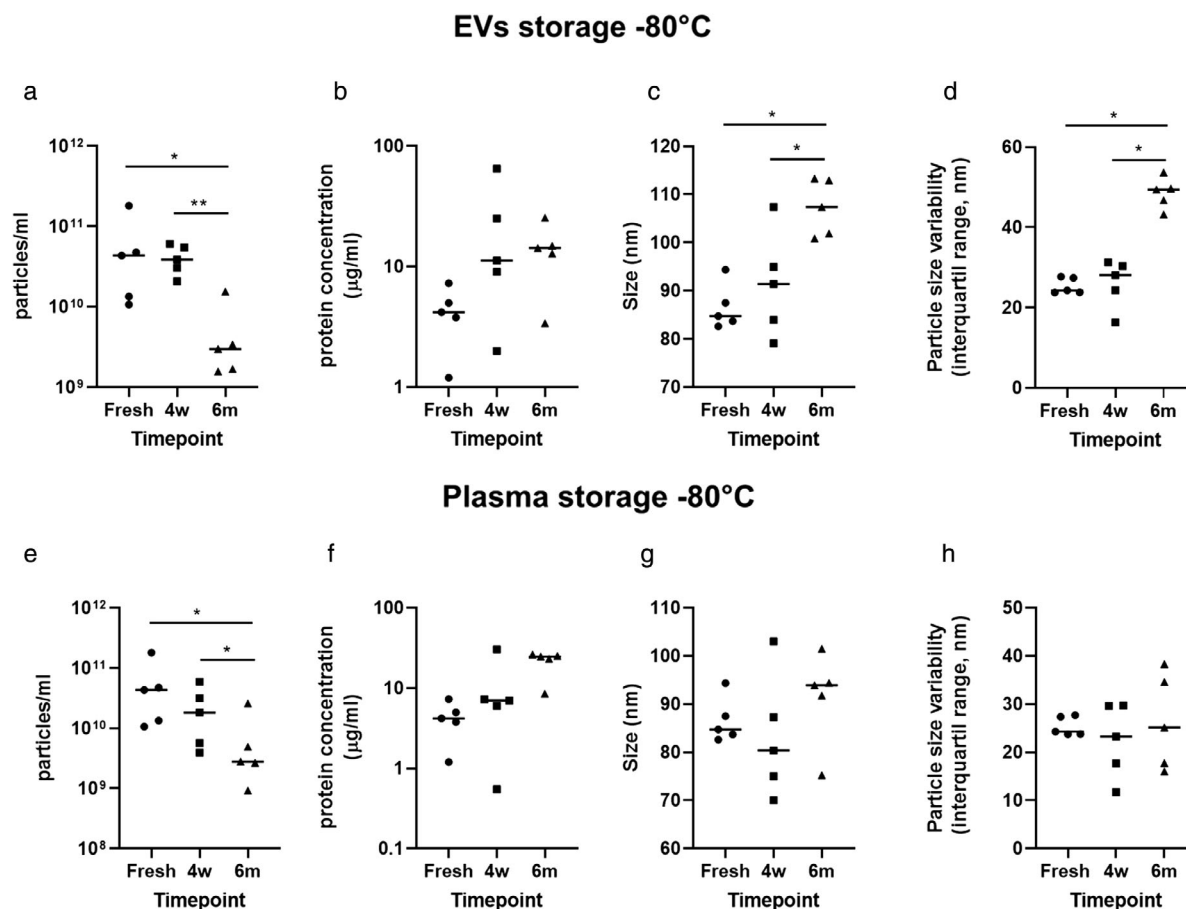 EVs storage -80°C
a
particles/ml
10¹²
10¹¹
10¹⁰
10⁹
*
**
Fresh 4w 6m
Timepoint
b
protein concentration
(μg/ml)
100
10
1
Fresh 4w 6m
Timepoint
c
Size (nm)
120
110
100
90
80
70
*
*
Fresh 4w 6m
Timepoint
d
Particle size variability
(interquartil range, nm)
60
40
20
0
*
*
Fresh 4w 6m
Timepoint
Plasma storage -80°C
e
particles/ml
10¹²
10¹¹
10¹⁰
10⁹
10⁸
*
*
Fresh 4w 6m
Timepoint
f
protein concentration
(μg/ml)
100
10
1
0.1
Fresh 4w 6m
Timepoint
g
Size (nm)
110
100
90
80
70
60
Fresh 4w 6m
Timepoint
h
Particle size variability
(interquartil range, nm)
50
40
30
20
10
0
Fresh 4w 6m
Timepoint